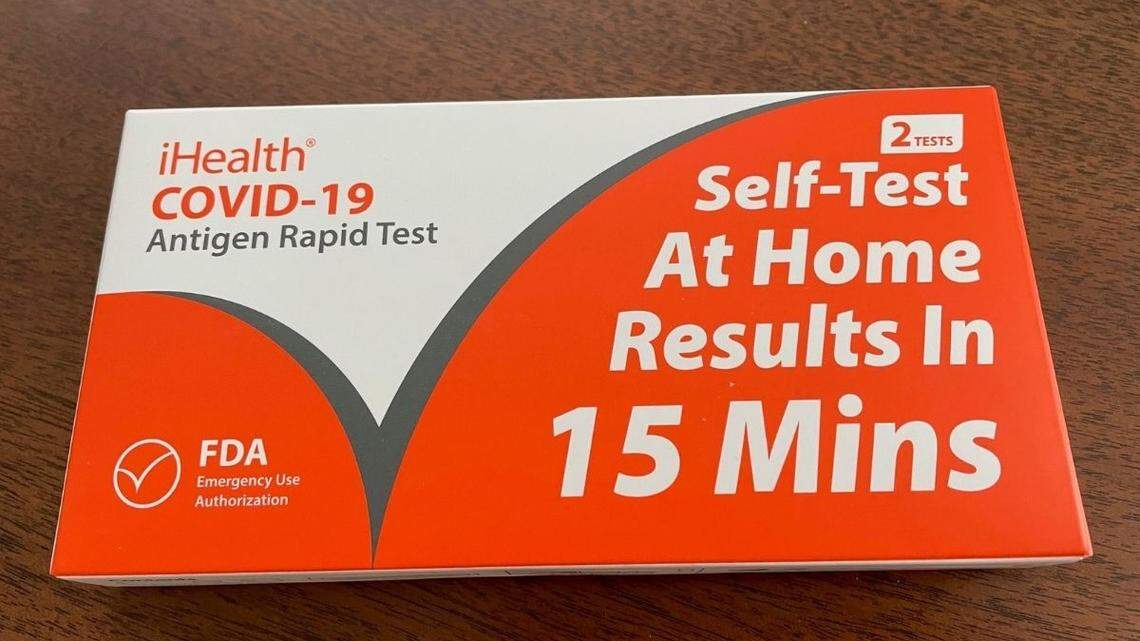 iHealth®
COVID-19
Antigen Rapid Test
2 TESTS
Self-Test
At Home
Results In
15 Mins
FDA
Emergency Use
Authorization